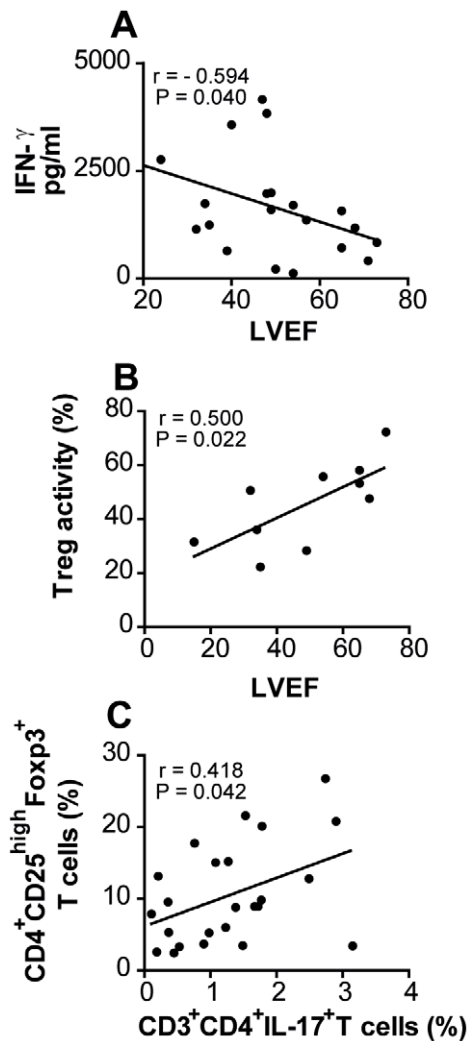 A
r = - 0.594
P = 0.040
IFN-γ
pg/ml
5000
2500
0
20 40 60 80
LVEF
B
r = 0.500
P = 0.022
Treg activity (%)
80
60
40
20
0
0 20 40 60 80
LVEF
C
r = 0.418
P = 0.042
CD4⁺CD25ʰⁱᵍʰFoxp3⁺
T cells (%)
30
20
10
0
0 1 2 3 4
CD3⁺CD4⁺IL-17⁺T cells (%)